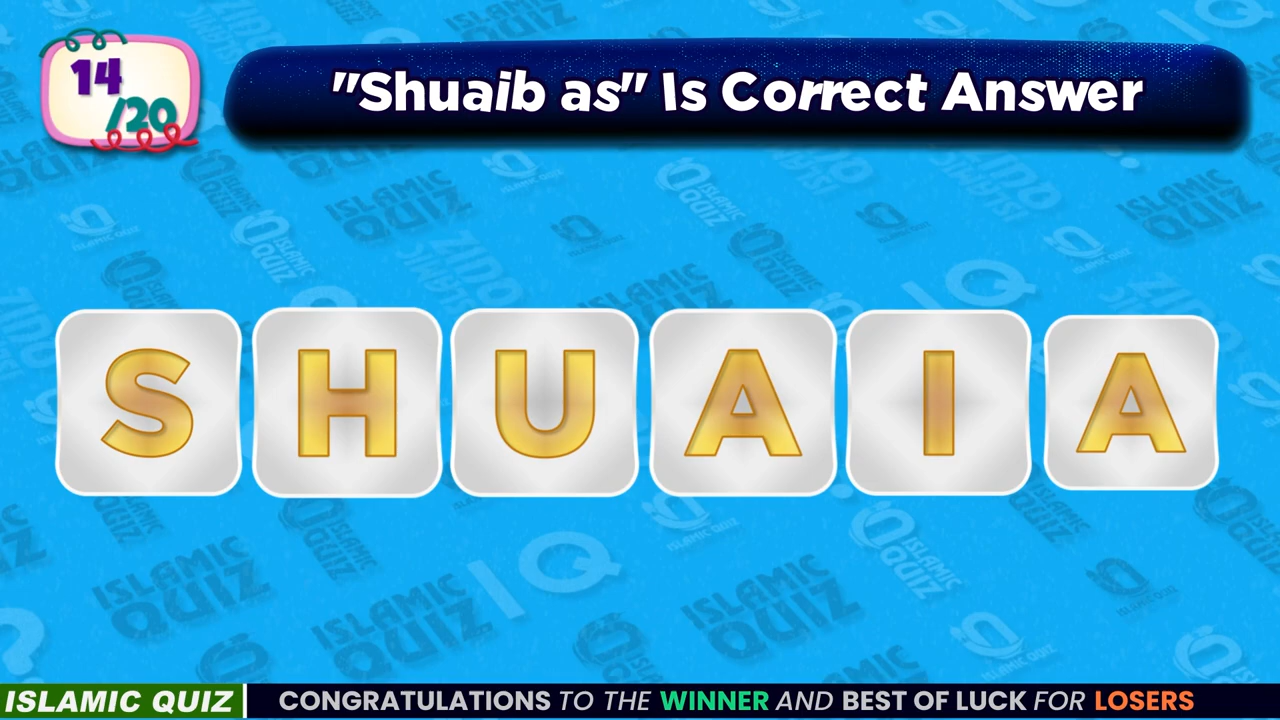 14
/20
"Shuaib as" Is Correct Answer
S H U A I A
ISLAMIC QUIZ
CONGRATULATIONS TO THE WINNER AND BEST OF LUCK FOR LOSERS